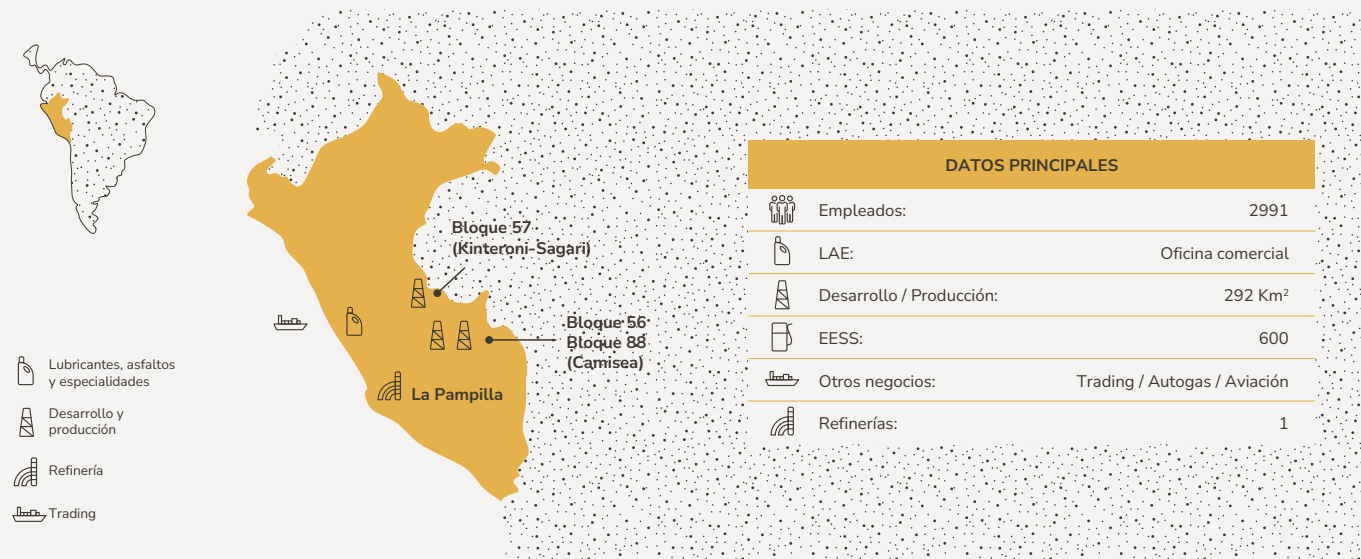 Bloque 57
(Kinteroni-Sagari)
Bloque 56
Bloque 88
(Camisea)
La Pampilla
Lubricantes, asfaltos
y especialidades
Desarrollo y
producción
Refinería
Trading
DATOS PRINCIPALES
Empleados: 2991
LAE: Oficina comercial
Desarrollo / Producción: 292 Km²
EESS: 600
Otros negocios: Trading / Autogas / Aviación
Refinerías: 1